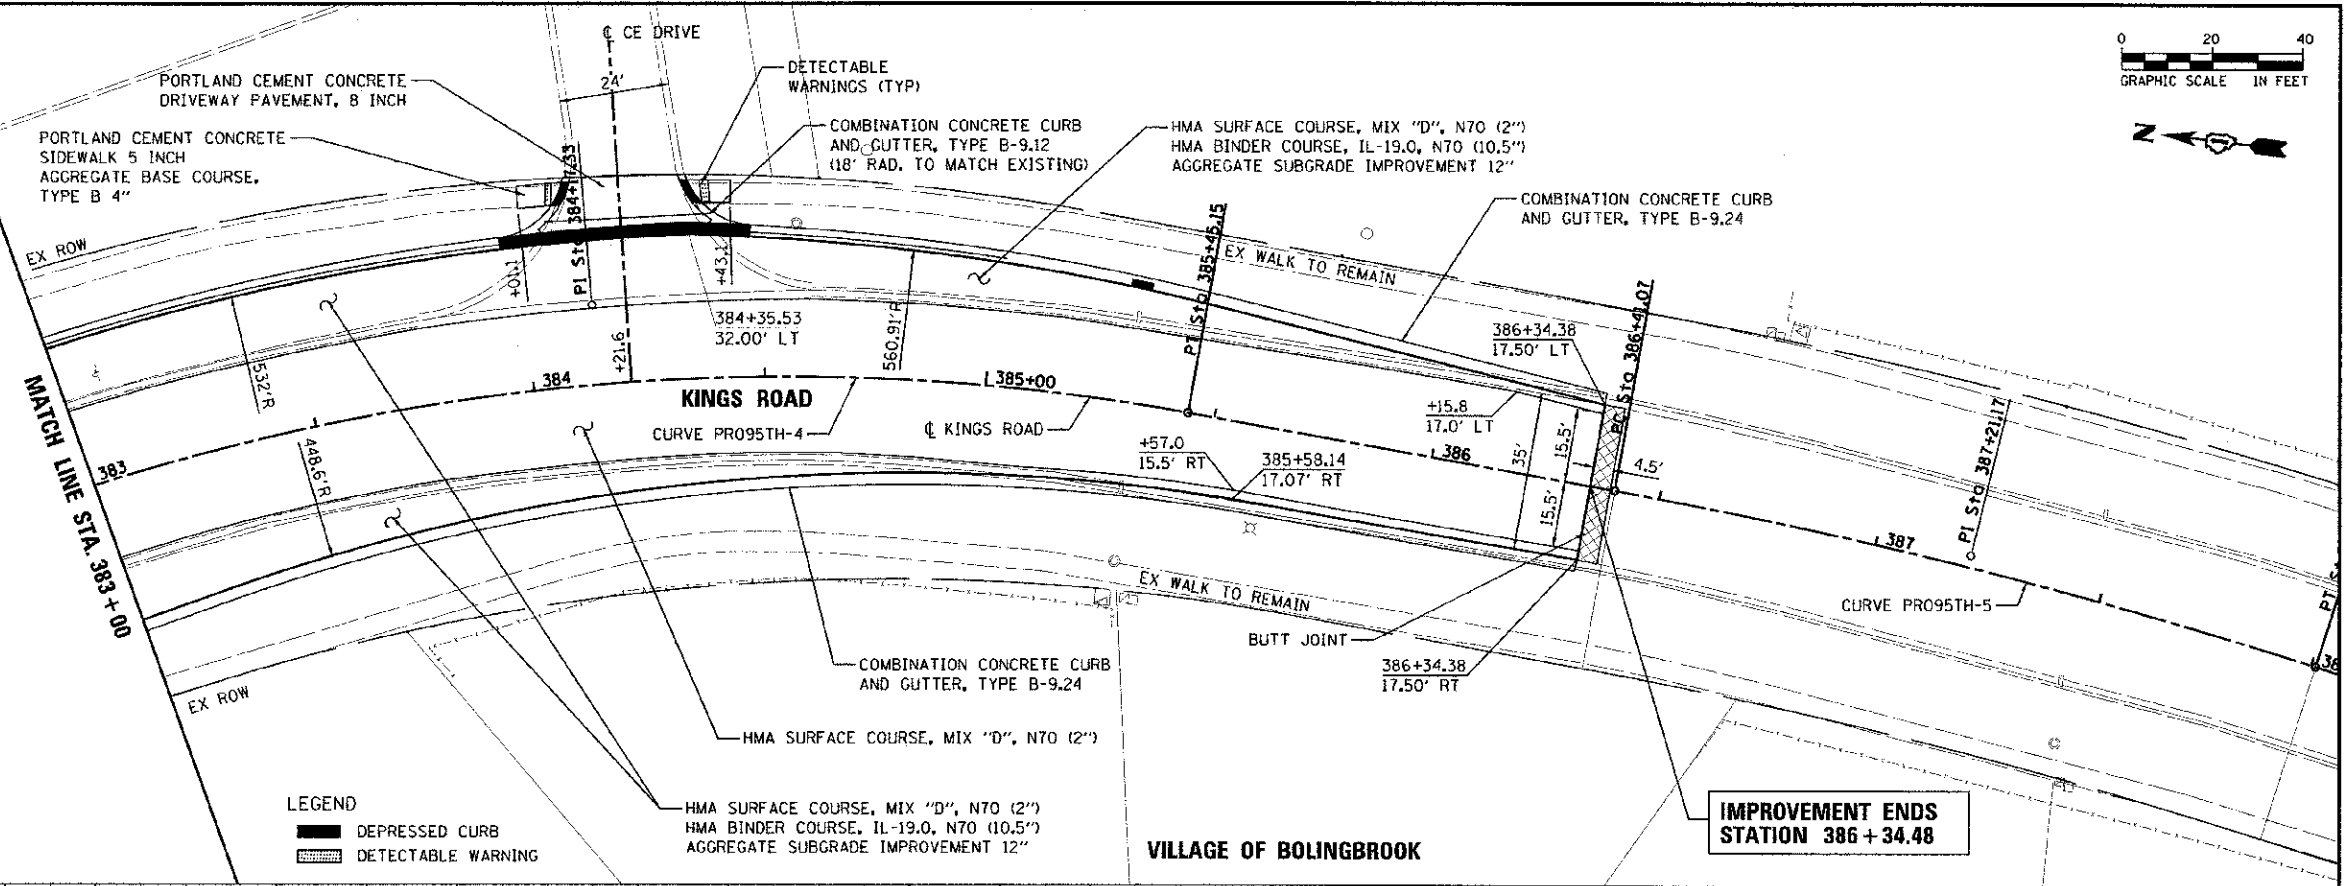 ℄ CE DRIVE
24'
PORTLAND CEMENT CONCRETE
DRIVEWAY PAVEMENT, 8 INCH
PORTLAND CEMENT CONCRETE
SIDEWALK 5 INCH
AGGREGATE BASE COURSE,
TYPE B 4"
DETECTABLE
WARNINGS (TYP)
COMBINATION CONCRETE CURB
AND GUTTER, TYPE B-9.12
(18' RAD. TO MATCH EXISTING)
HMA SURFACE COURSE, MIX "D", N70 (2")
HMA BINDER COURSE, IL-19.0, N70 (10.5")
AGGREGATE SUBGRADE IMPROVEMENT 12"
COMBINATION CONCRETE CURB
AND GUTTER, TYPE B-9.24
0 20 40
GRAPHIC SCALE IN FEET
N
EX ROW
+01.1
PI Sta
+43.1
+21.6
384+35.53
32.00' LT
560.91'R
PT Sta 385+45.15
EX WALK TO REMAIN
386+34.38
17.50' LT
PC Sta 386+41.07
532'R
448.6'R
383
384
385+00
386
387
KINGS ROAD
CURVE PRO95TH-4
℄ KINGS ROAD
+57.0
15.5' RT
385+58.14
17.07' RT
+15.8
17.0' LT
35'
15.5'
15.5'
4.5'
PI Sta 387+21.17
PT
38
CURVE PRO95TH-5
MATCH LINE STA. 383+00
EX ROW
EX WALK TO REMAIN
BUTT JOINT
386+34.38
17.50' RT
COMBINATION CONCRETE CURB
AND GUTTER, TYPE B-9.24
HMA SURFACE COURSE, MIX "D", N70 (2")
HMA SURFACE COURSE, MIX "D", N70 (2")
HMA BINDER COURSE, IL-19.0, N70 (10.5")
AGGREGATE SUBGRADE IMPROVEMENT 12"
LEGEND
DEPRESSED CURB
DETECTABLE WARNING
VILLAGE OF BOLINGBROOK
IMPROVEMENT ENDS
STATION 386+34.48